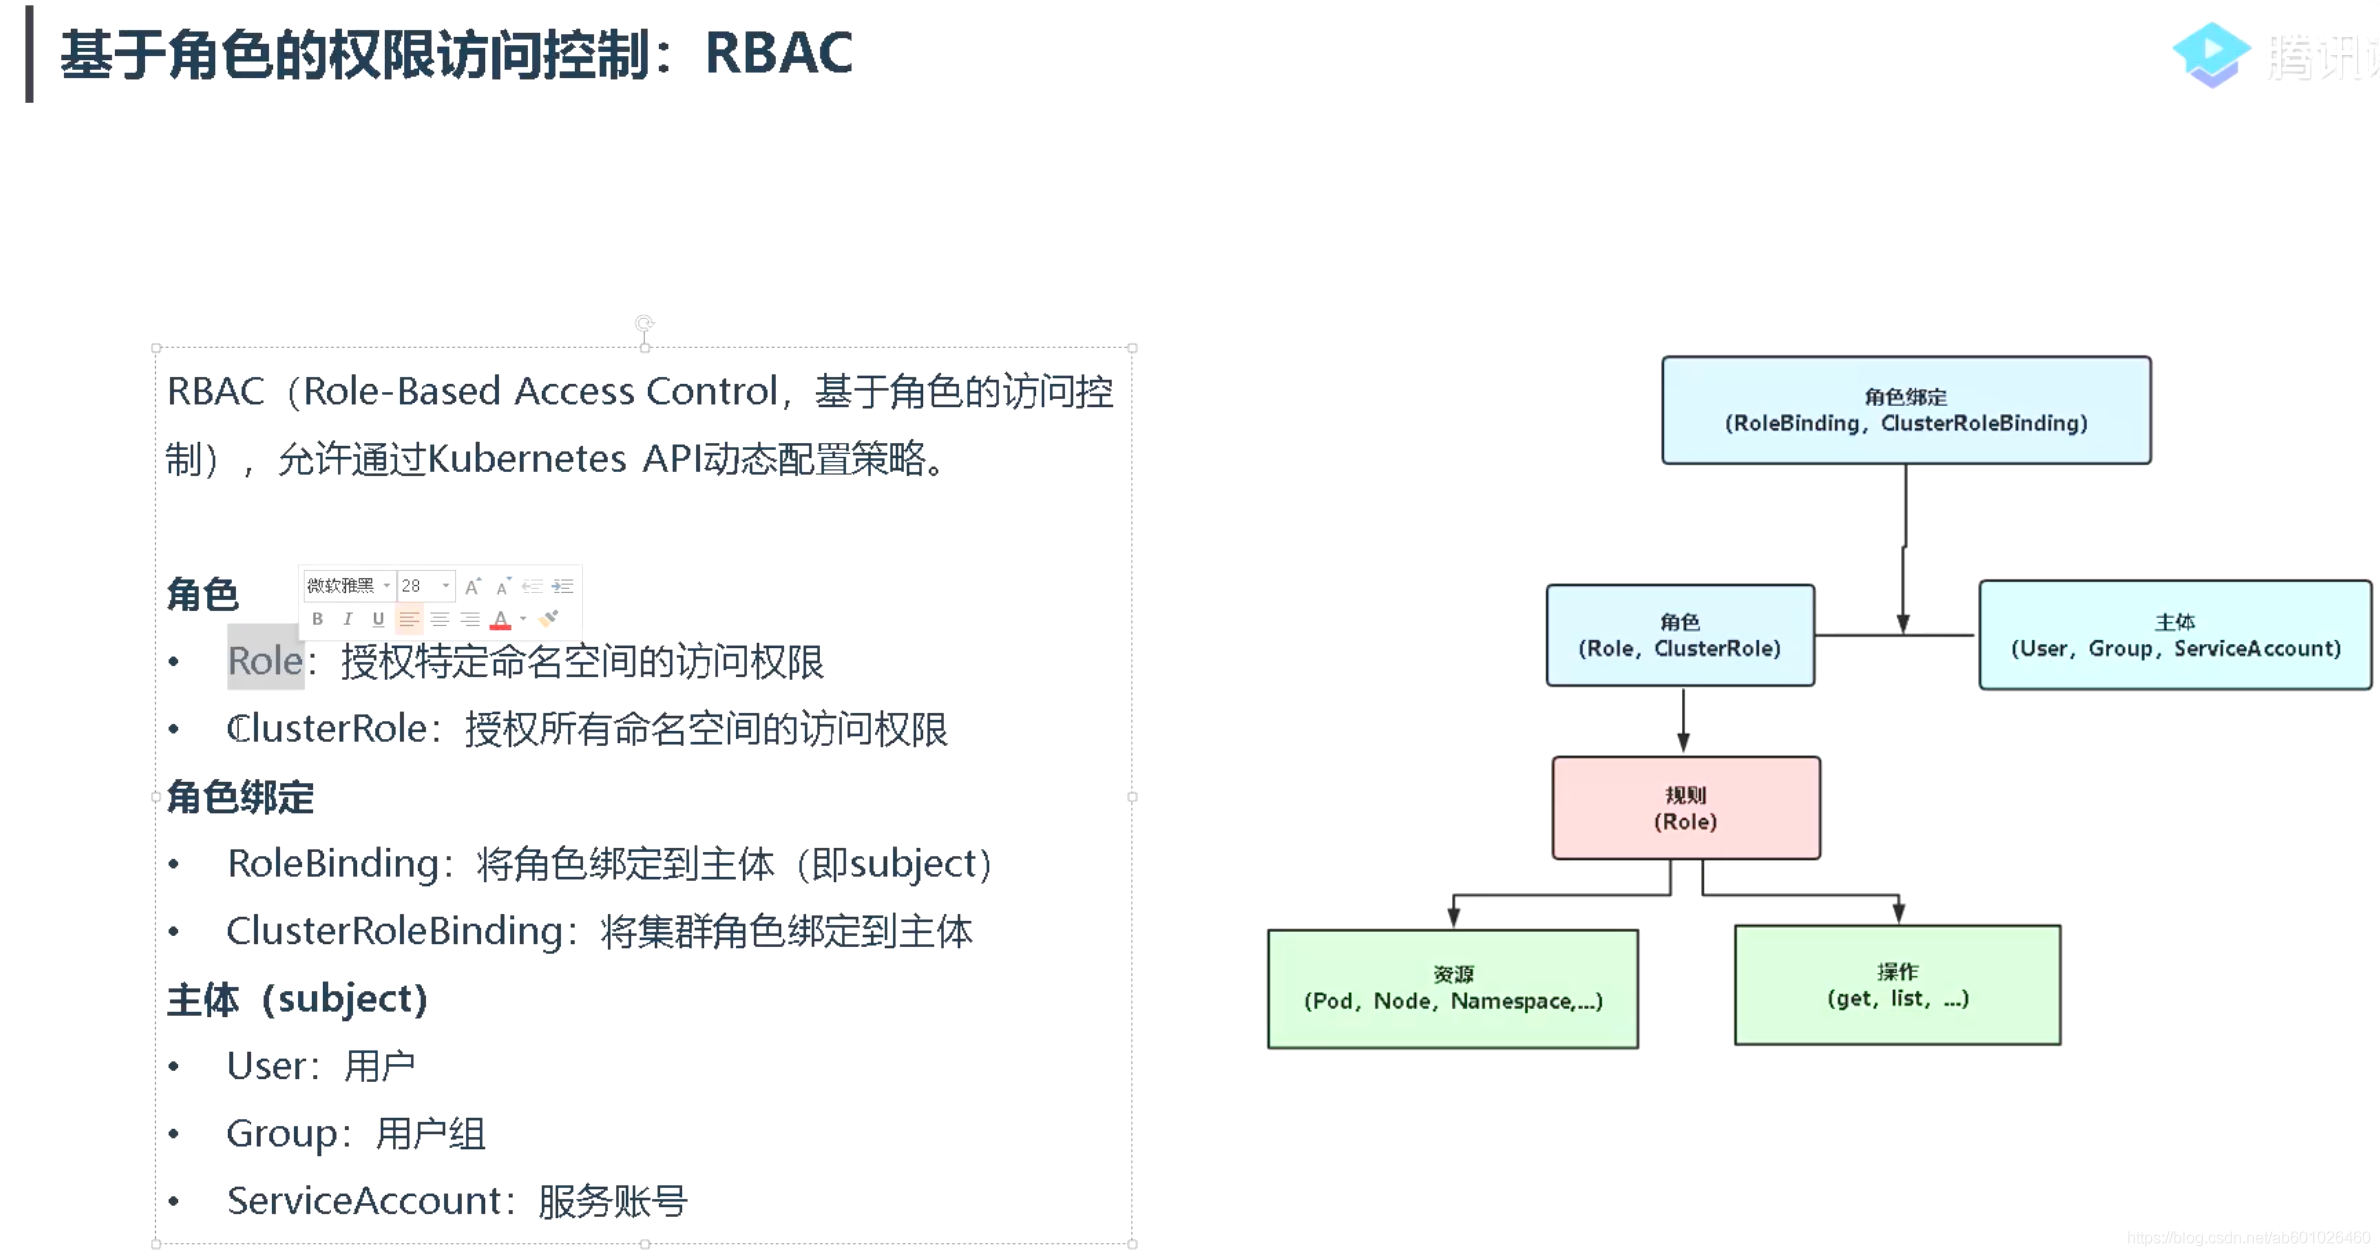 基于角色的权限访问控制：RBAC
腾讯
RBAC（Role-Based Access Control，基于角色的访问控
制），允许通过Kubernetes API动态配置策略。
角色
微软雅黑 28
B I U A
• Role：授权特定命名空间的访问权限
• ClusterRole：授权所有命名空间的访问权限
角色绑定
• RoleBinding：将角色绑定到主体（即subject）
• ClusterRoleBinding：将集群角色绑定到主体
主体（subject）
• User：用户
• Group：用户组
• ServiceAccount：服务账号
角色绑定
(RoleBinding，ClusterRoleBinding)
角色
(Role，ClusterRole)
主体
(User，Group，ServiceAccount)
规则
(Role)
资源
(Pod，Node，Namespace,...)
操作
(get，list，...)
https://blog.csdn.net/ab601026460